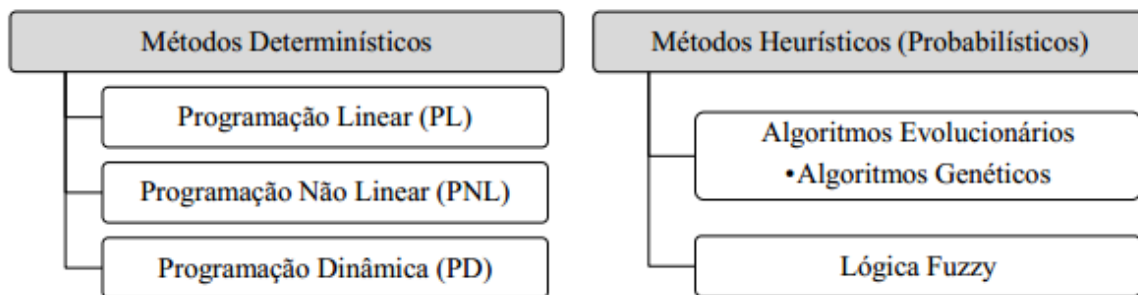 Métodos Determinísticos
Programação Linear (PL)
Programação Não Linear (PNL)
Programação Dinâmica (PD)
Métodos Heurísticos (Probabilísticos)
Algoritmos Evolucionários
•Algoritmos Genéticos
Lógica Fuzzy